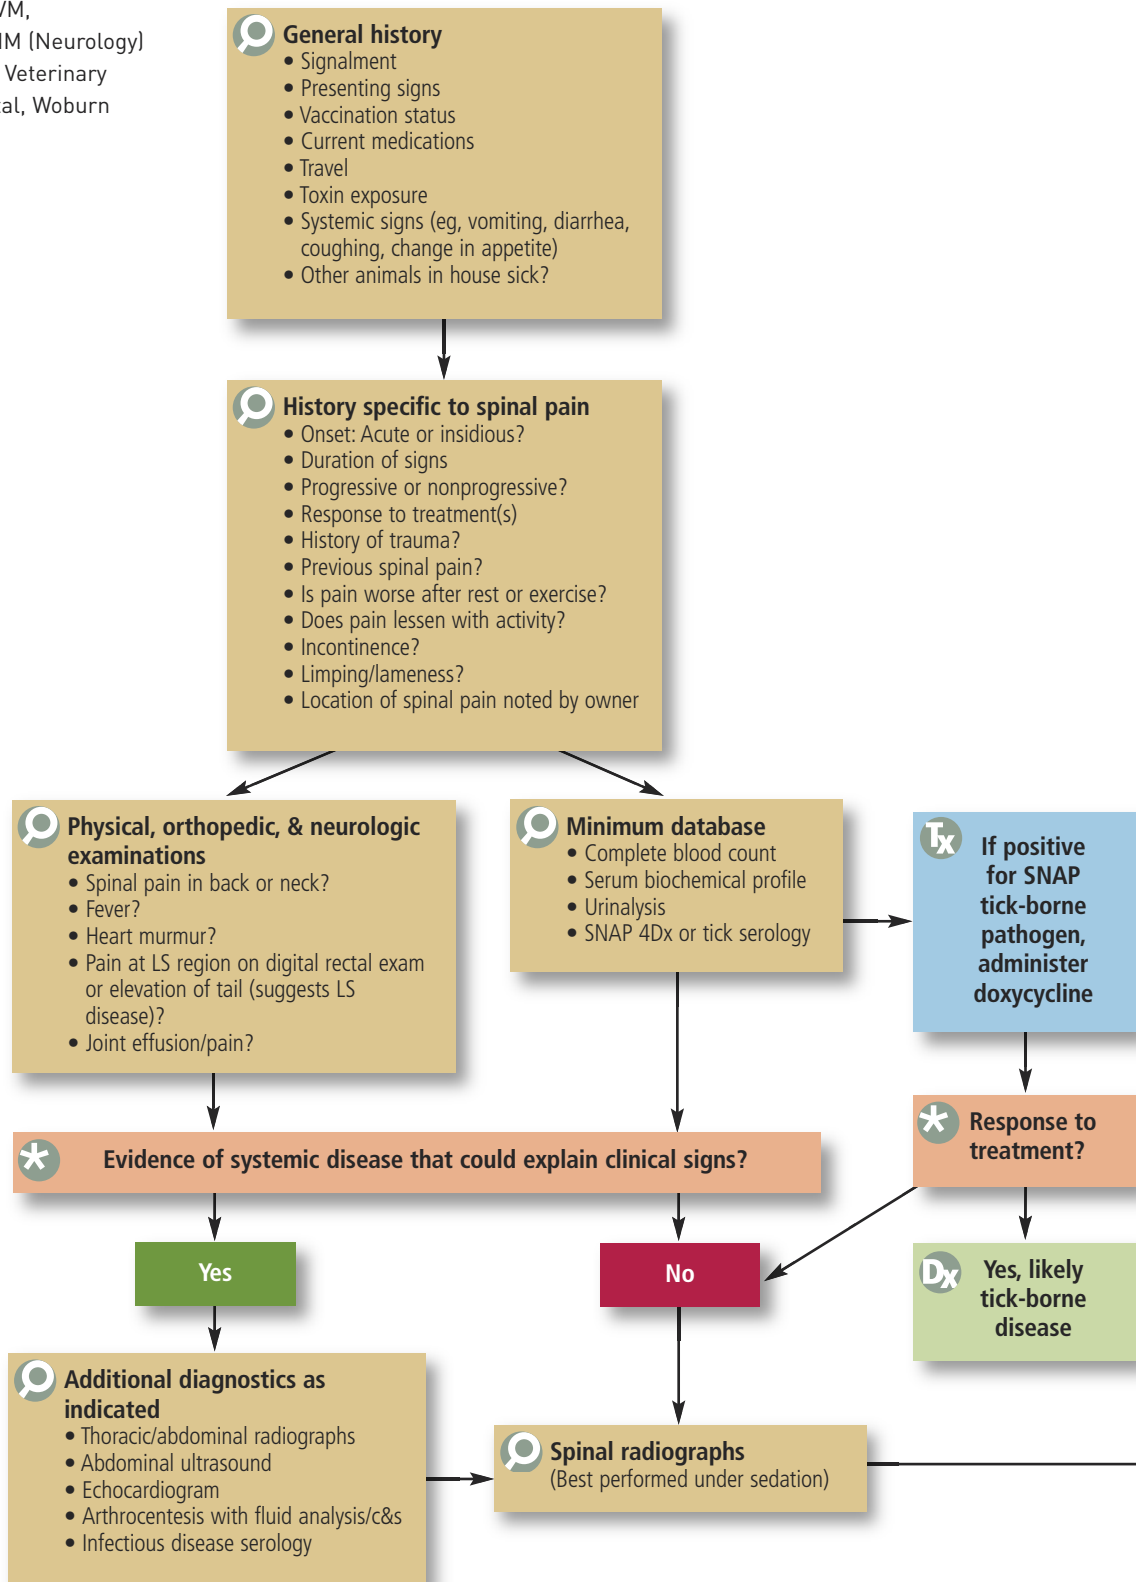 VM,
IM (Neurology)
Veterinary
tal, Woburn
General history
• Signalment
• Presenting signs
• Vaccination status
• Current medications
• Travel
• Toxin exposure
• Systemic signs (eg, vomiting, diarrhea,
coughing, change in appetite)
• Other animals in house sick?
History specific to spinal pain
• Onset: Acute or insidious?
• Duration of signs
• Progressive or nonprogressive?
• Response to treatment(s)
• History of trauma?
• Previous spinal pain?
• Is pain worse after rest or exercise?
• Does pain lessen with activity?
• Incontinence?
• Limping/lameness?
• Location of spinal pain noted by owner
Physical, orthopedic, & neurologic
examinations
• Spinal pain in back or neck?
• Fever?
• Heart murmur?
• Pain at LS region on digital rectal exam
or elevation of tail (suggests LS
disease)?
• Joint effusion/pain?
Minimum database
• Complete blood count
• Serum biochemical profile
• Urinalysis
• SNAP 4Dx or tick serology
Tx
If positive
for SNAP
tick-borne
pathogen,
administer
doxycycline
* Evidence of systemic disease that could explain clinical signs?
* Response to
treatment?
Yes
No
Dx
Yes, likely
tick-borne
disease
Additional diagnostics as
indicated
• Thoracic/abdominal radiographs
• Abdominal ultrasound
• Echocardiogram
• Arthrocentesis with fluid analysis/c&s
• Infectious disease serology
Spinal radiographs
(Best performed under sedation)